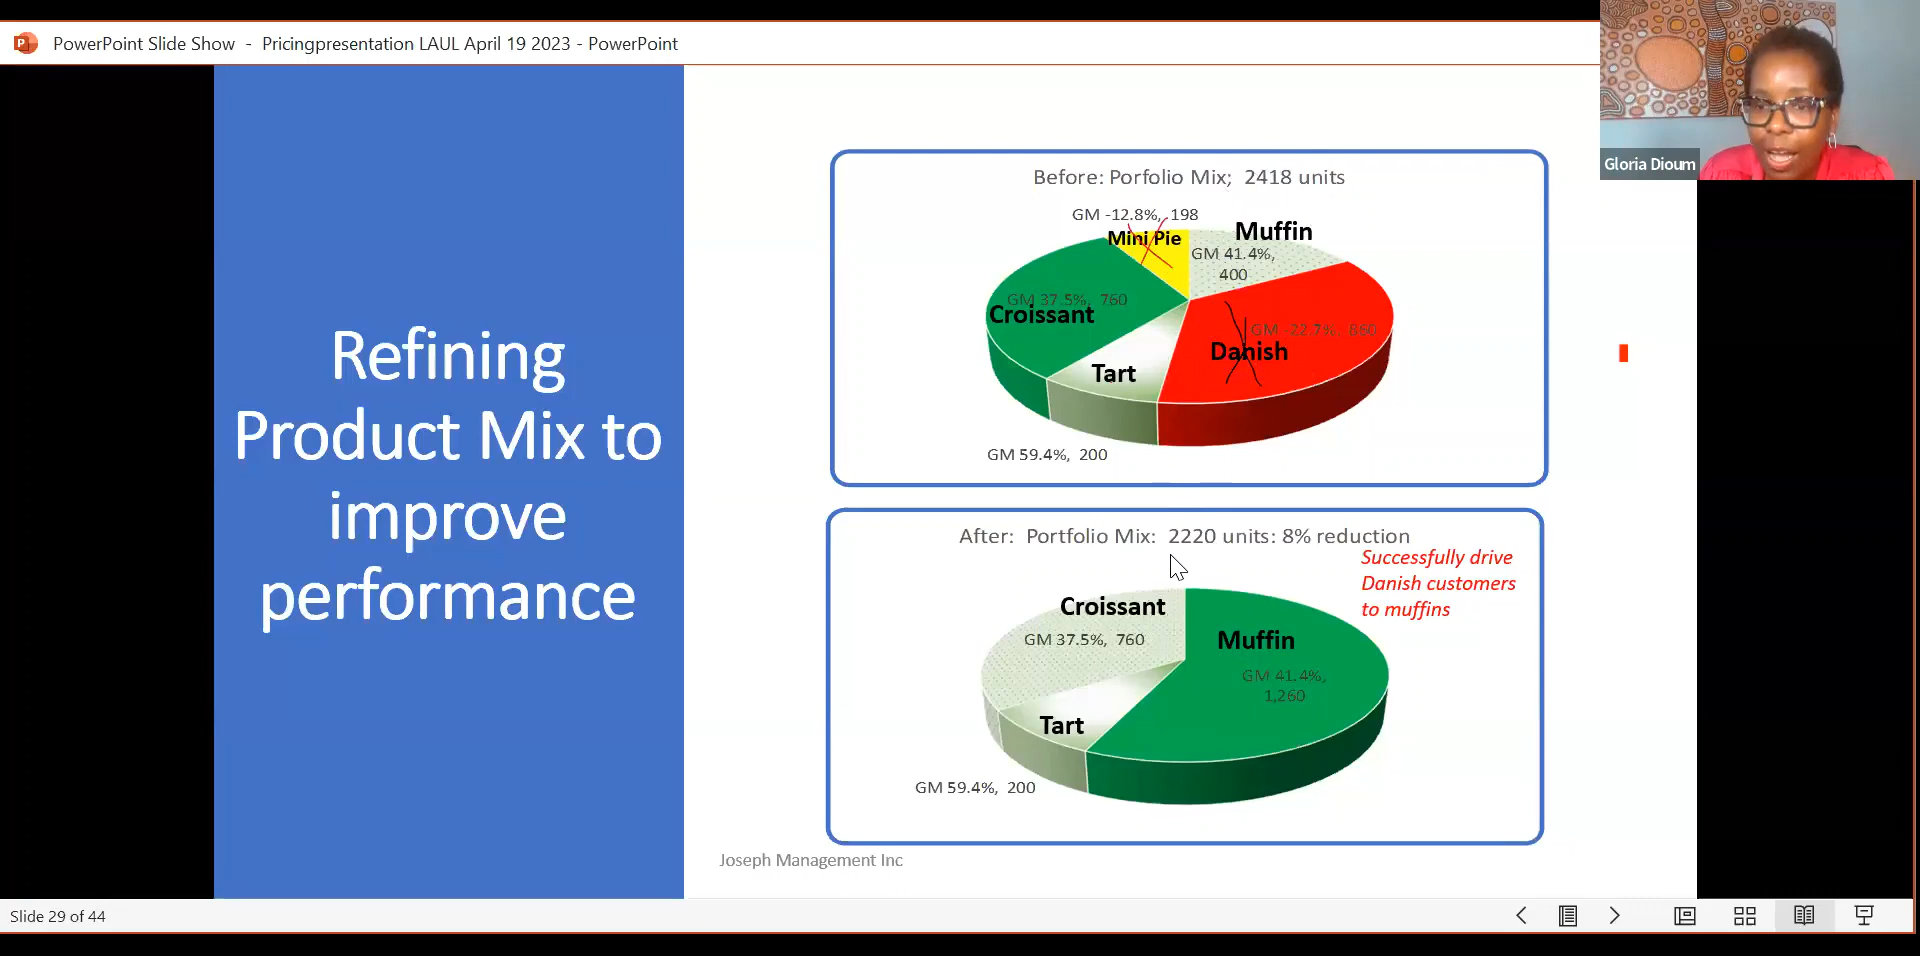 PowerPoint Slide Show - Pricingpresentation LAUL April 19 2023 - PowerPoint
Gloria Dioum
Refining
Product Mix to
improve
performance
Before: Porfolio Mix; 2418 units
GM -12.8%, 198
Mini Pie
Muffin
GM 41.4%,
400
GM 37.5%, 760
Croissant
GM -22.7%, 860
Danish
Tart
GM 59.4%, 200
After: Portfolio Mix: 2220 units: 8% reduction
Successfully drive
Danish customers
to muffins
Croissant
GM 37.5%, 760
Muffin
GM 41.4%,
1,260
Tart
GM 59.4%, 200
Joseph Management Inc
Slide 29 of 44